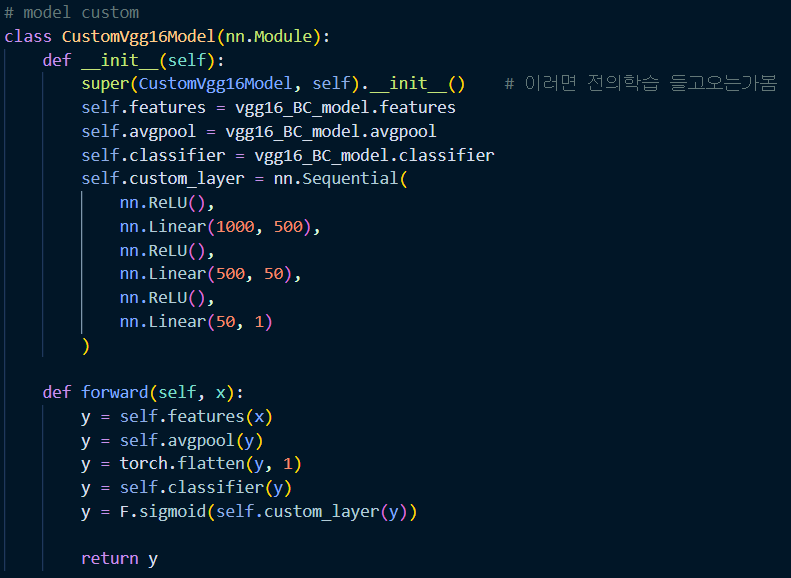 # model custom
class CustomVgg16Model(nn.Module):
    def __init__(self):
        super(CustomVgg16Model, self).__init__()    # 이러면 전의학습 들고오는가봄
        self.features = vgg16_BC_model.features
        self.avgpool = vgg16_BC_model.avgpool
        self.classifier = vgg16_BC_model.classifier
        self.custom_layer = nn.Sequential(
            nn.ReLU(),
            nn.Linear(1000, 500),
            nn.ReLU(),
            nn.Linear(500, 50),
            nn.ReLU(),
            nn.Linear(50, 1)
        )
    def forward(self, x):
        y = self.features(x)
        y = self.avgpool(y)
        y = torch.flatten(y, 1)
        y = self.classifier(y)
        y = F.sigmoid(self.custom_layer(y))
        return y